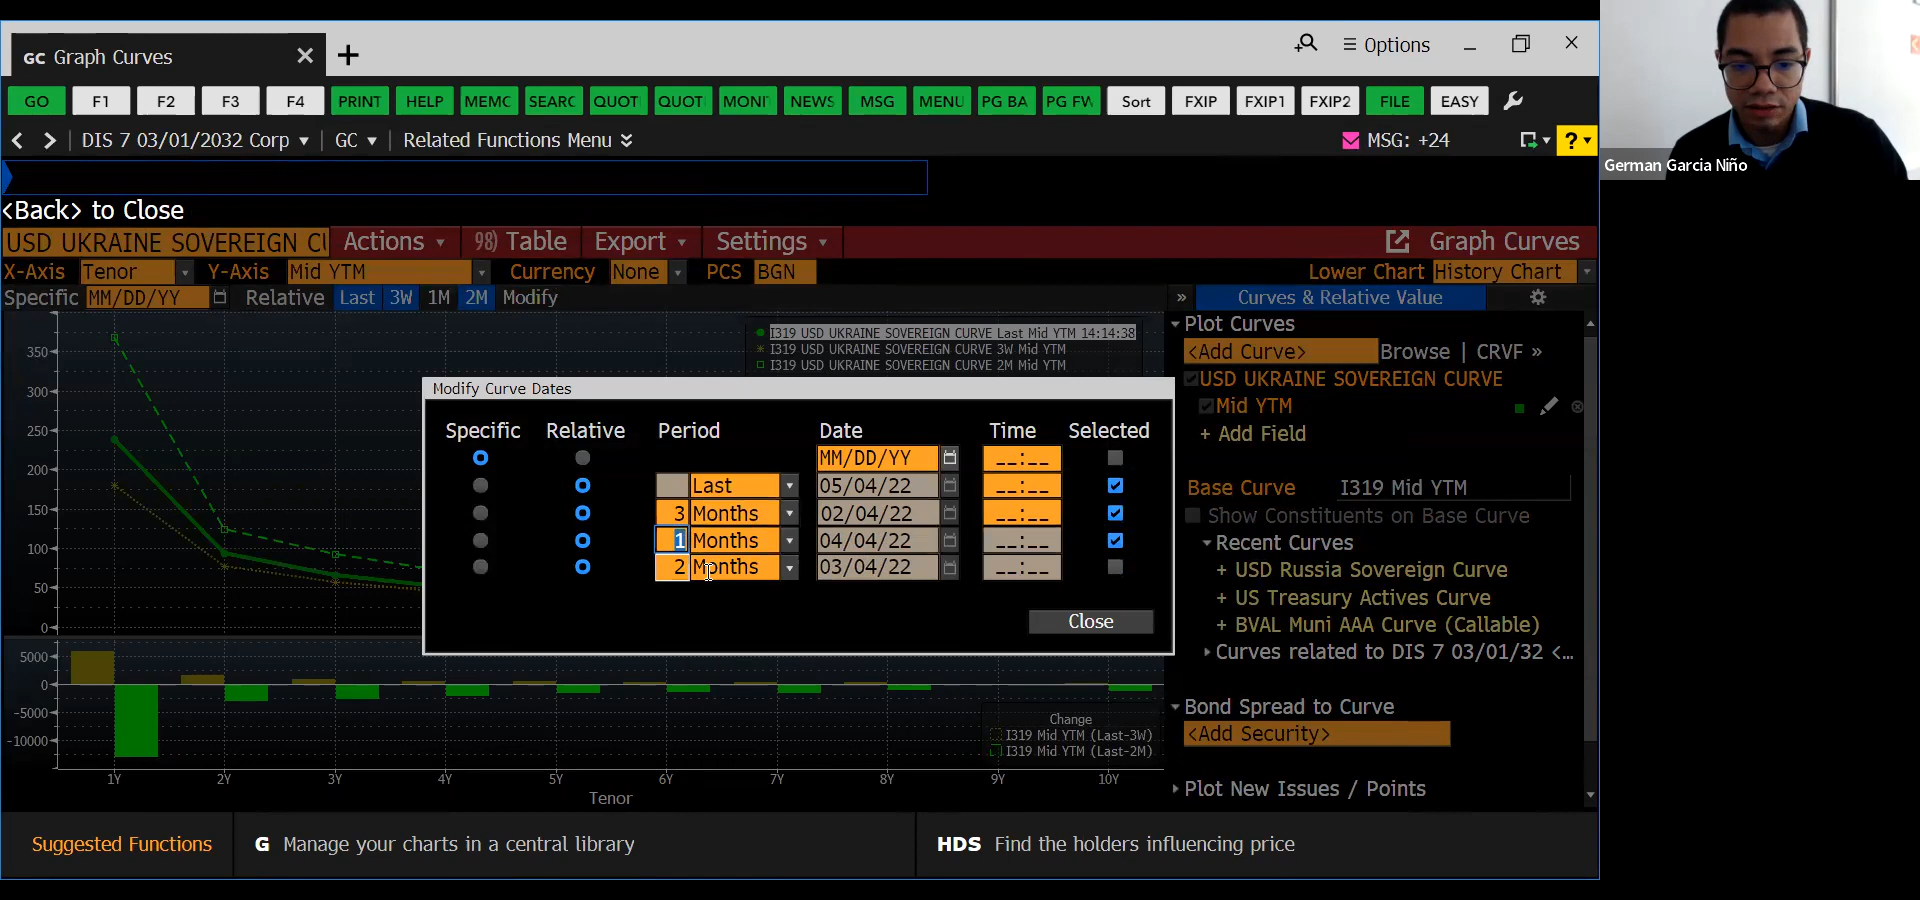 GC Graph Curves
Options
GO F1 F2 F3 F4 PRINT HELP MEMC SEARC QUOT QUOT MONI NEWS MSG MENU PG BA PG FW Sort FXIP FXIP1 FXIP2 FILE EASY
DIS 7 03/01/2032 Corp GC Related Functions Menu MSG: +24 ?
German Garcia Niño
<Back> to Close
USD UKRAINE SOVEREIGN CU Actions 98) Table Export Settings Graph Curves
X-Axis Tenor Y-Axis Mid YTM Currency None PCS BGN Lower Chart History Chart
Specific MM/DD/YY Relative Last 3W 1M 2M Modify » Curves & Relative Value
I319 USD UKRAINE SOVEREIGN CURVE Last Mid YTM 14:14:38
I319 USD UKRAINE SOVEREIGN CURVE 3W Mid YTM
I319 USD UKRAINE SOVEREIGN CURVE 2M Mid YTM
350
300
250
200
150
100
50
0
5000
0
-5000
-10000
Modify Curve Dates
Specific Relative Period Date Time Selected
MM/DD/YY __:__
Last 05/04/22 __:__
3 Months 02/04/22 __:__
1 Months 04/04/22 __:__
2 Months 03/04/22 __:__
Close
Change
I319 Mid YTM (Last-3W)
I319 Mid YTM (Last-2M)
1Y 2Y 3Y 4Y 5Y 6Y 7Y 8Y 9Y 10Y
Tenor
Plot Curves
<Add Curve> Browse | CRVF »
USD UKRAINE SOVEREIGN CURVE
Mid YTM
+ Add Field
Base Curve I319 Mid YTM
Show Constituents on Base Curve
Recent Curves
+ USD Russia Sovereign Curve
+ US Treasury Actives Curve
+ BVAL Muni AAA Curve (Callable)
Curves related to DIS 7 03/01/32 <...
Bond Spread to Curve
<Add Security>
Plot New Issues / Points
Suggested Functions G Manage your charts in a central library HDS Find the holders influencing price